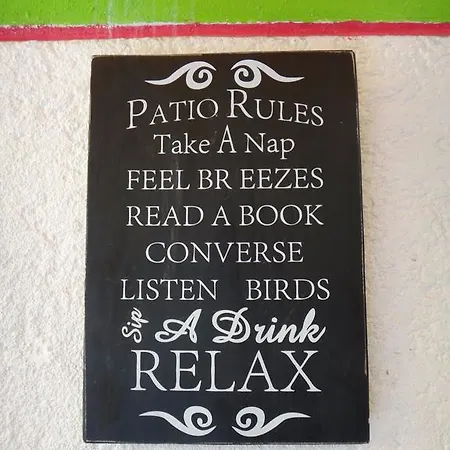 PATIO RULES
Take A Nap
FEEL BR EEZES
READ A BOOK
CONVERSE
LISTEN BIRDS
Sip A Drink
RELAX